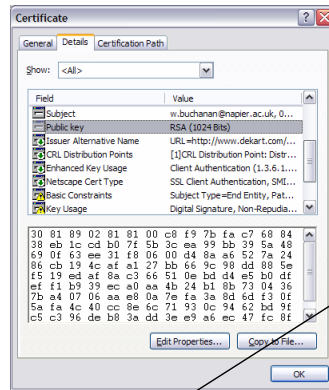 Certificate
General Details Certification Path
Show: <All>
Field Value
Subject w.buchanan@napier.ac.uk, 0...
Public key RSA (1024 Bits)
Issuer Alternative Name URL=http://www.dekart.com/...
CRL Distribution Points [1]CRL Distribution Point: Distr...
Enhanced Key Usage Client Authentication (1.3.6.1....
Netscape Cert Type SSL Client Authentication, SMI...
Basic Constraints Subject Type=End Entity, Pat...
Key Usage Digital Signature, Non-Repudia...
30 81 89 02 81 81 00 c8 f9 7b fa c7 68 84
38 eb 1c cd b0 7f 5b 3c ea 99 bb 39 5a 48
69 0f 63 ee 31 f8 06 00 d4 8a a6 52 7a 24
86 cb 19 4c af a1 27 bb 66 9c 98 dd 88 5e
f5 19 ed af 8a c3 66 51 0e bd d4 e5 b0 df
ef f1 b9 39 ec a0 aa 4b 24 b1 8b 73 04 36
7b a4 07 06 aa e8 0a 7e fa 3a 8d 6d f3 0f
5a fa 4c 40 cc 8e 6c 71 93 0c 94 62 bd 9f
c5 c3 96 de b8 3a dd 3e e9 a6 ec 47 fc 8f
Edit Properties... Copy to File...
OK